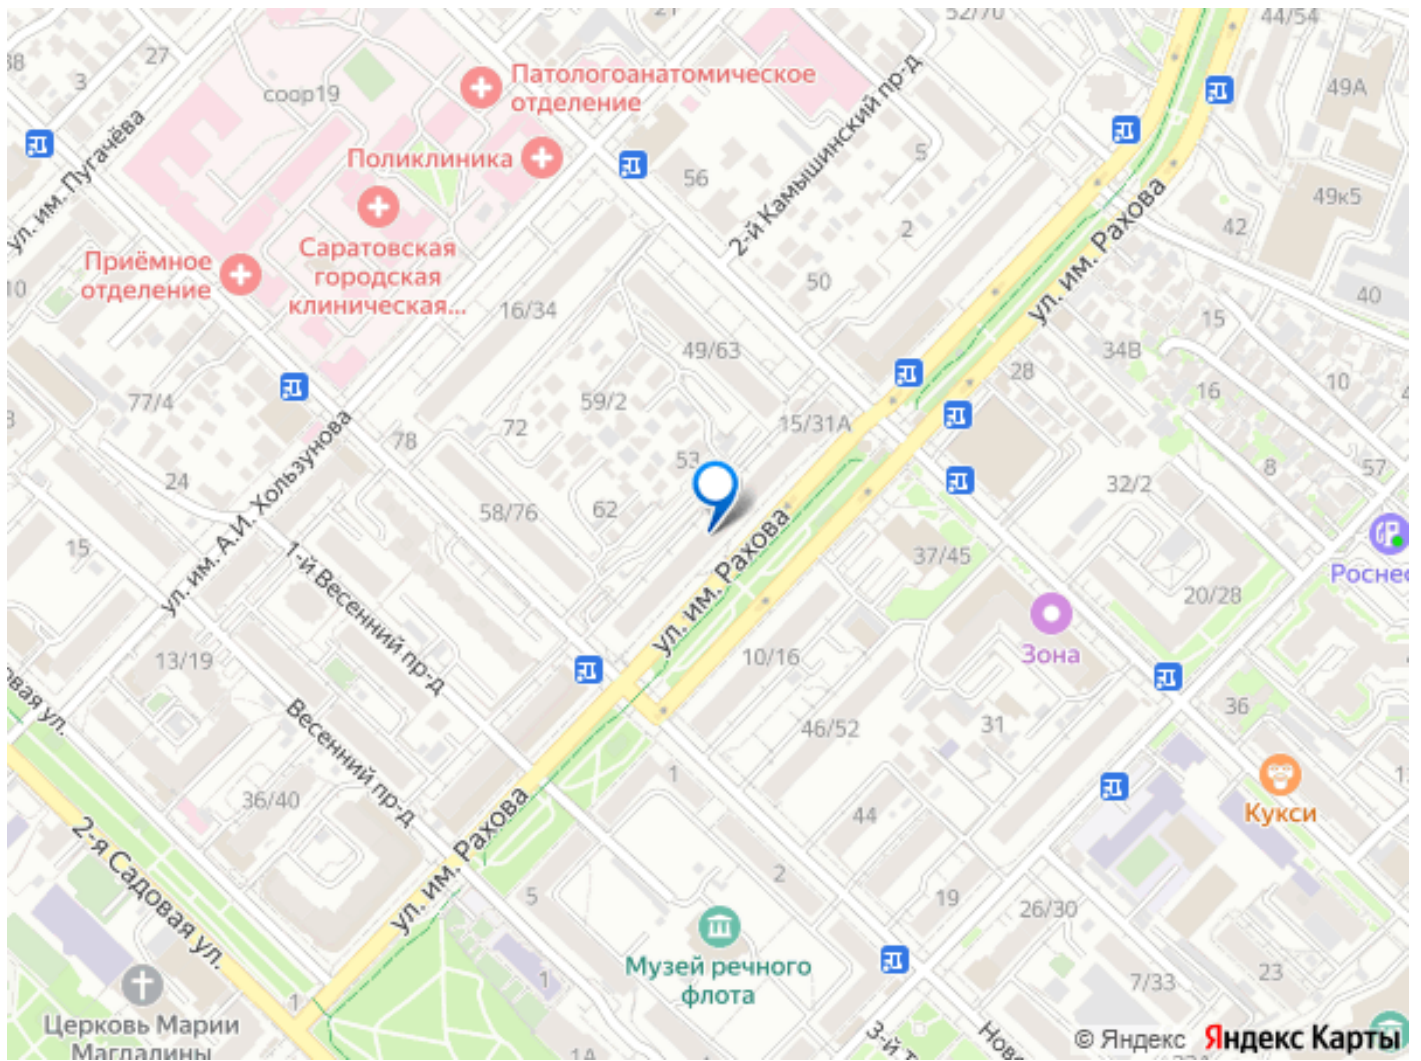 52/70
21
44/54
38
27
3
Патологоанатомическое
отделение
49А
соор19
Поликлиника
5
56
2-й Камышинский пр-д
49к5
ул. им. Пугачёва
42
2
ул. им. Рахова
Приёмное
отделение
Саратовская
городская
клиническая...
10
50
40
16/34
15
49/63
34В
28
10
16
77/4
59/2
72
78
15/31А
53
57
8
24
32/2
62
58/76
ул. им. А.И. Хользунова
15
1-й Весенний пр-д
ул. им. Рахова
37/45
20/28
Зона
13/19
10/16
36
46/52
31
Весенний пр-д
1
36/40
44
Кукси
2-я Садовая ул.
ул. им. Рахова
2
5
19
26/30
Музей речного
флота
1
7/33
23
1
Церковь Марии
Магдалины
1А
© Яндекс
Яндекс Карты